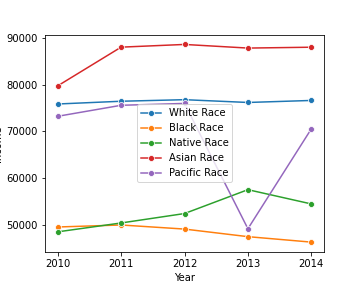 90000
80000
70000
60000
50000
Income
2010 2011 2012 2013 2014
Year
White Race
Black Race
Native Race
Asian Race
Pacific Race